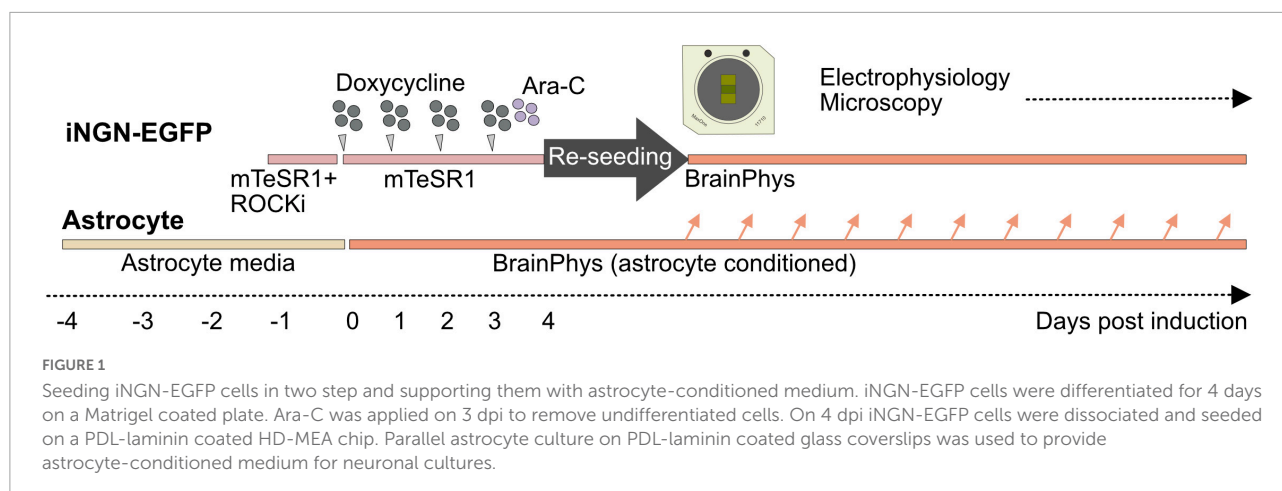 Doxycycline
Ara-C
Electrophysiology
Microscopy
iNGN-EGFP
Re-seeding
mTeSR1+
ROCKi
mTeSR1
BrainPhys
Astrocyte
Astrocyte media
BrainPhys (astrocyte conditioned)
-4 -3 -2 -1 0 1 2 3 4 Days post induction
FIGURE 1
Seeding iNGN-EGFP cells in two step and supporting them with astrocyte-conditioned medium. iNGN-EGFP cells were differentiated for 4 days
on a Matrigel coated plate. Ara-C was applied on 3 dpi to remove undifferentiated cells. On 4 dpi iNGN-EGFP cells were dissociated and seeded
on a PDL-laminin coated HD-MEA chip. Parallel astrocyte culture on PDL-laminin coated glass coverslips was used to provide
astrocyte-conditioned medium for neuronal cultures.